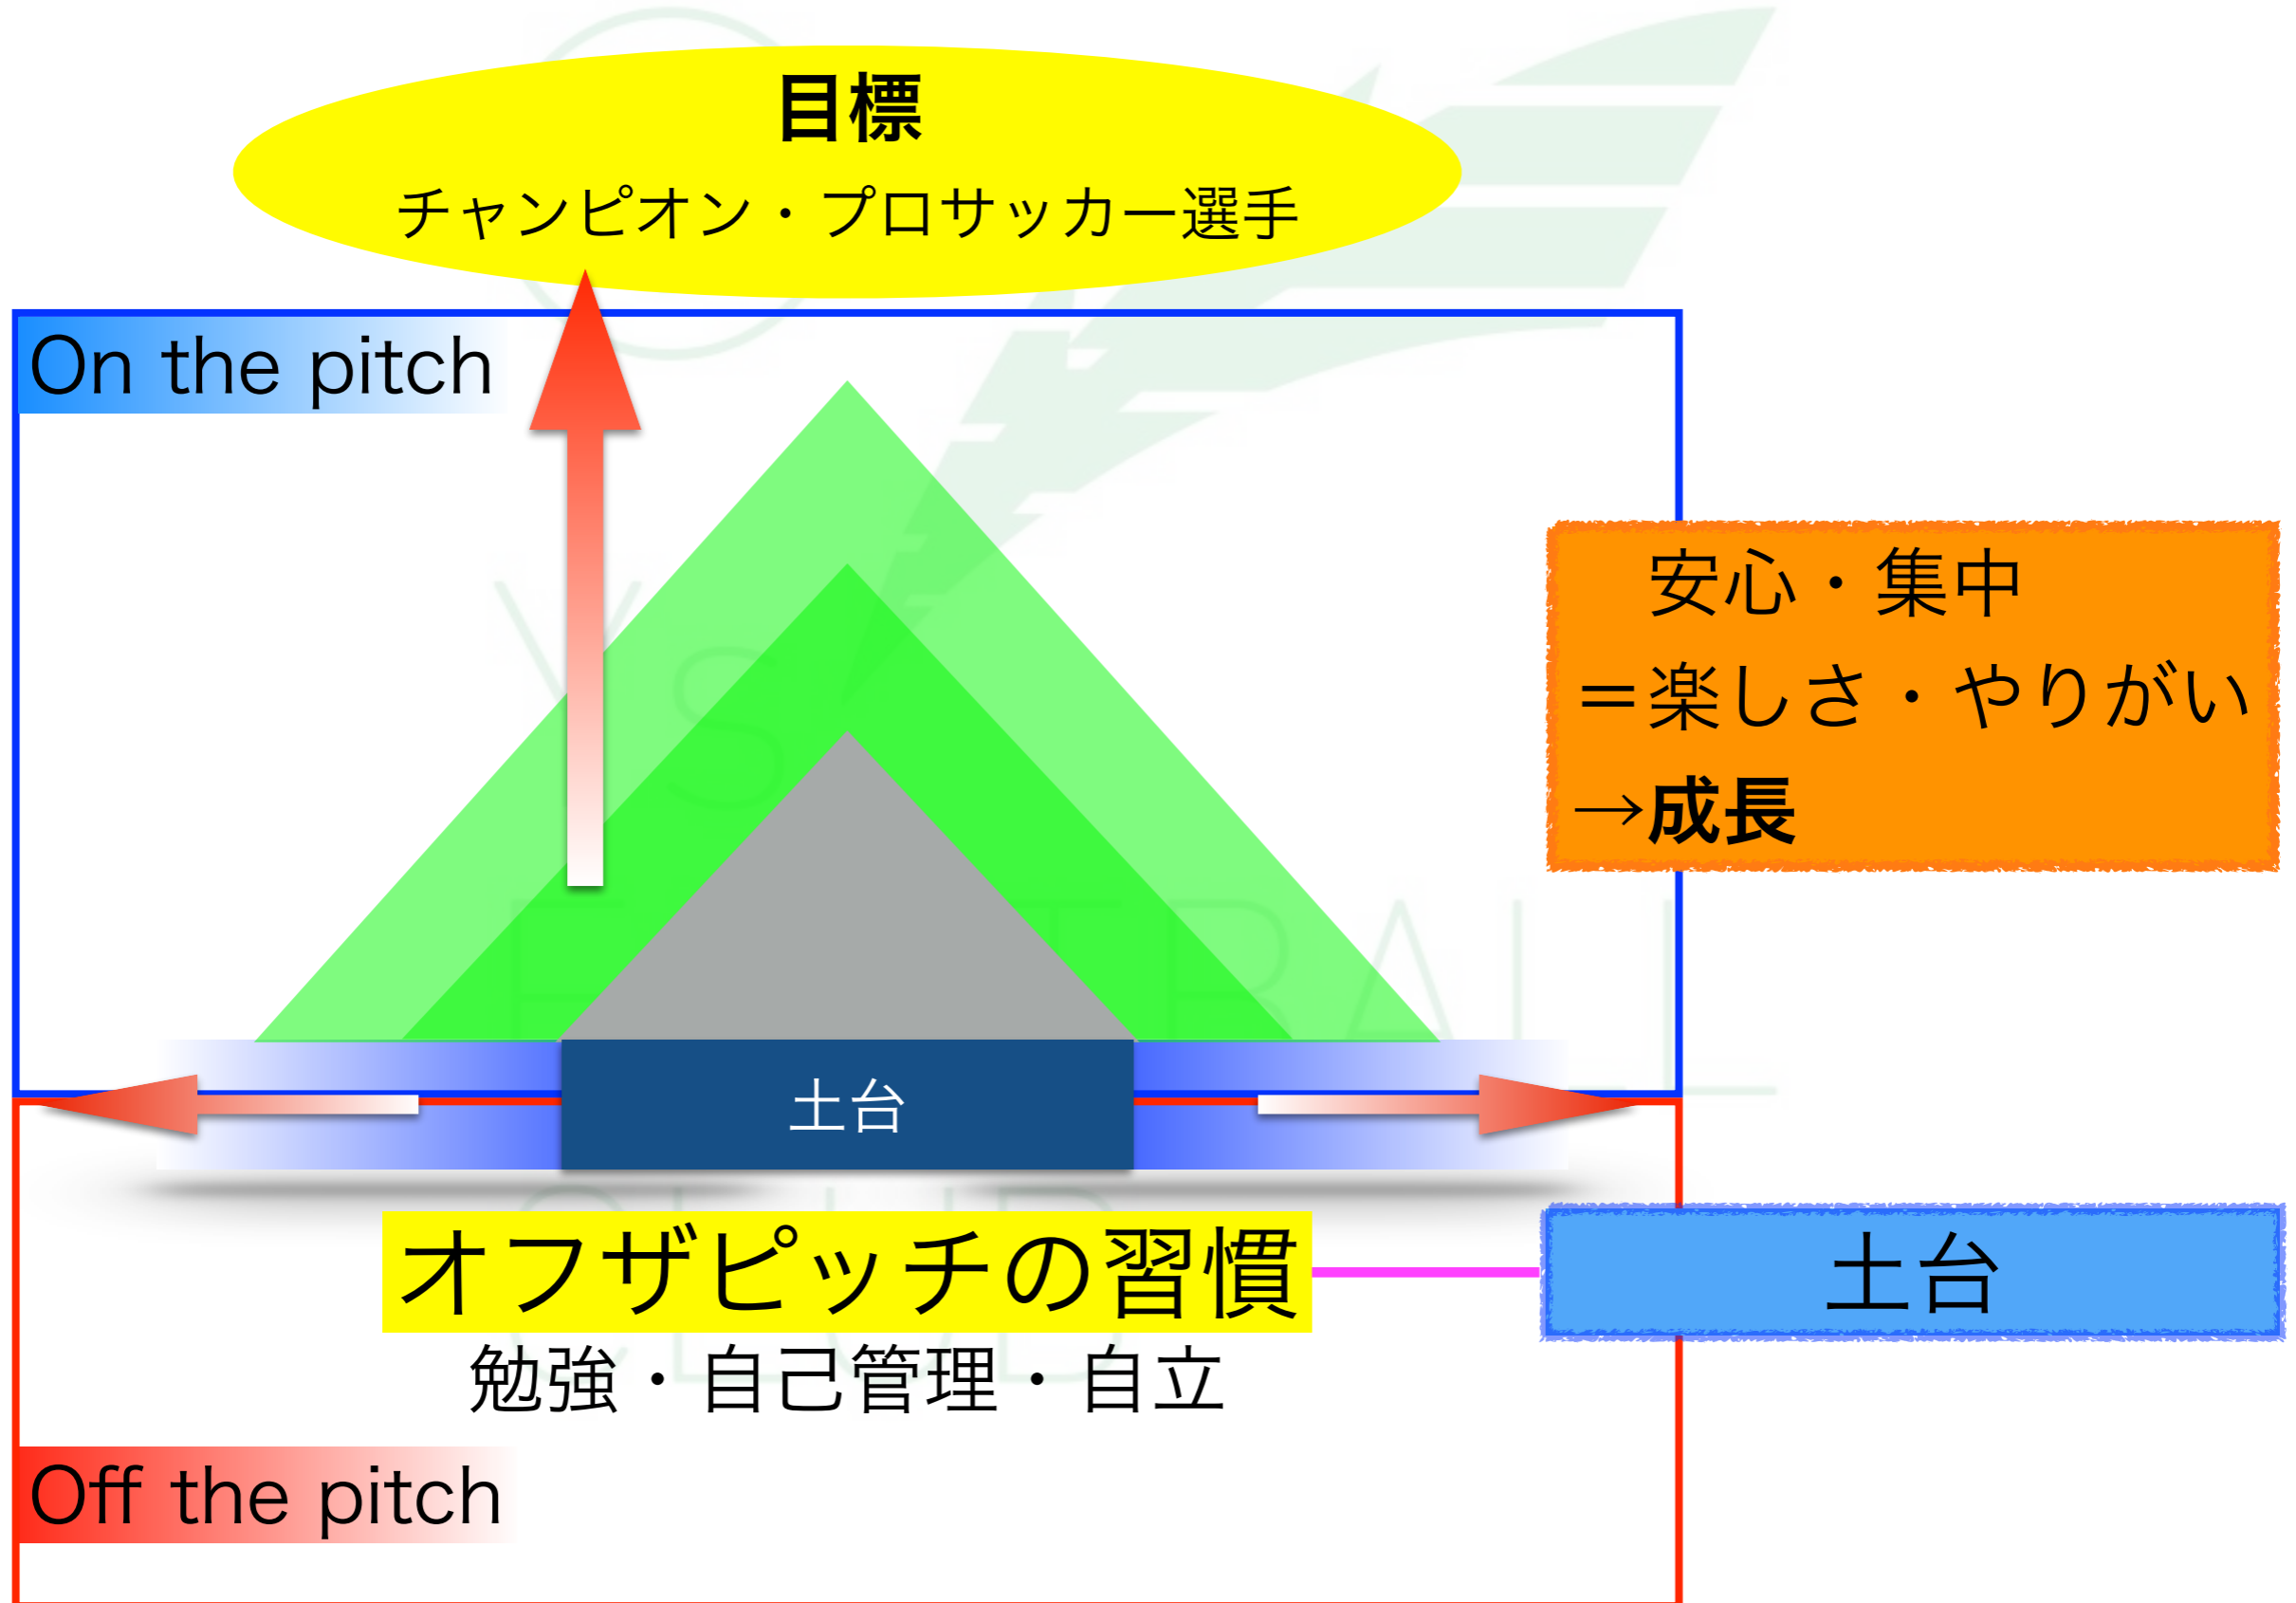 目標
チャンピオン・プロサッカー選手
On the pitch
安心・集中
＝楽しさ・やりがい
→成長
土台
オフザピッチの習慣
土台
勉強・自己管理・自立
Off the pitch
Y.S.
FOOTBALL
CLUB